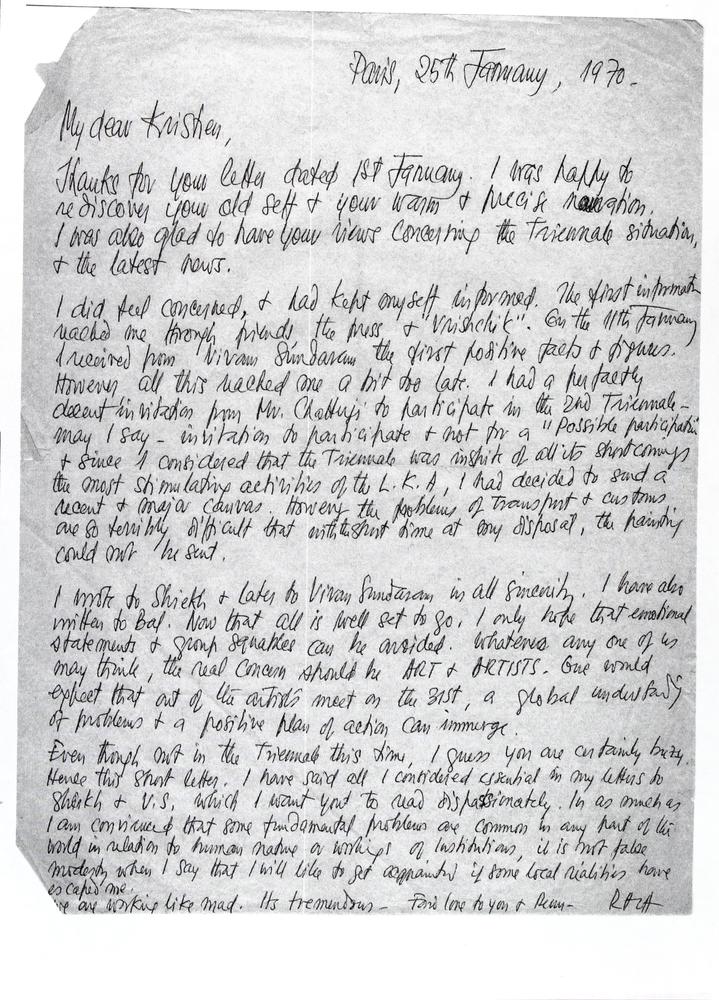 Paris, 25th January, 1970-
My dear Krishen,
Thanks for your letter dated 1st January. I was happy to
rediscover your old self & your warm & precise narration.
I was also glad to have your views concerning the Triennale situation,
& the latest news.
I did feel concerned, & had kept myself informed. The first information
reached me through friends the press & "Vrishchik". On the 11th January
I received from Vivan Sundaram the first positive facts & figures.
However all this reached me a bit too late. I had a perfectly
decent invitation from Mr. Chatterji to participate in the 2nd Triennale -
may I say - invitation to participate & not for a "Possible participation"
& since I considered that the Triennale was inspite of all its shortcomings
the most stimulating activities of the L.K.A, I had decided to send a
recent & major canvas. However the problems of transport & customs
are so terribly difficult that with the short time at my disposal, the painting
could not be sent.
I wrote to Shiekh & later to Vivan Sundaram in all sincerity. I have also
written to Bal. Now that all is well set to go, I only hope that emotional
statements & group squables can be avoided. Whatever any one of us
may think, the real concern should be ART & ARTISTS. One would
expect that out of the artists meet on the 31st, a global understanding
of problems & a positive plan of action can immerge.
Even though not in the Triennale this time, I guess you are certainly busy.
Hence this short letter. I have said all I considered essential in my letters to
Sheikh & V.S. which I want you to read dispassionately. In as much as
I am convinced that some fundamental problems are common in any part of the
world in relation to human nature or workings of Institutions, it is not false
modesty when I say that I will like to get acquainted if some local realities have
escaped me.
We are working like mad. Its tremendous - Fond love to you & Renu - RAZA